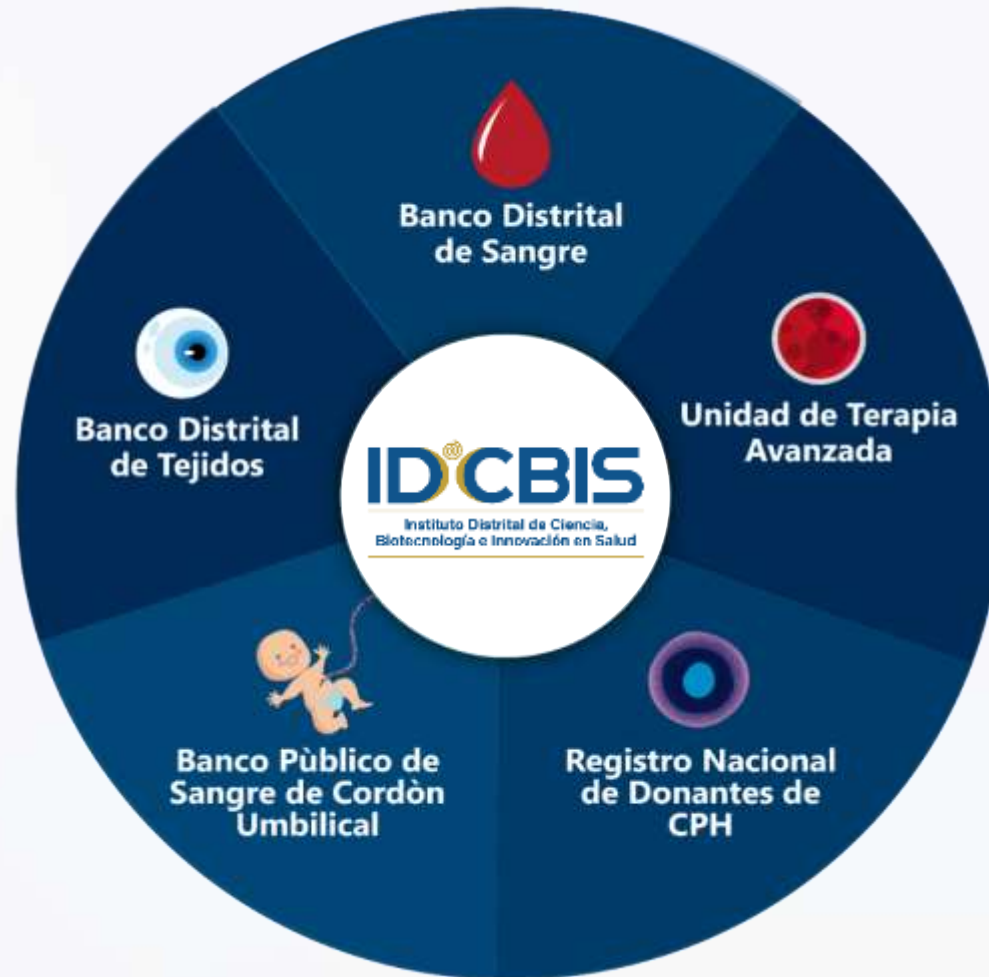 Banco Distrital
de Sangre
Unidad de Terapia
Avanzada
Registro Nacional
de Donantes de
CPH
Banco Pùblico de
Sangre de Cordòn
Umbilical
Banco Distrital
de Tejidos
IDCBIS
Instituto Distrital de Ciencia,
Biotecnología e Innovación en Salud